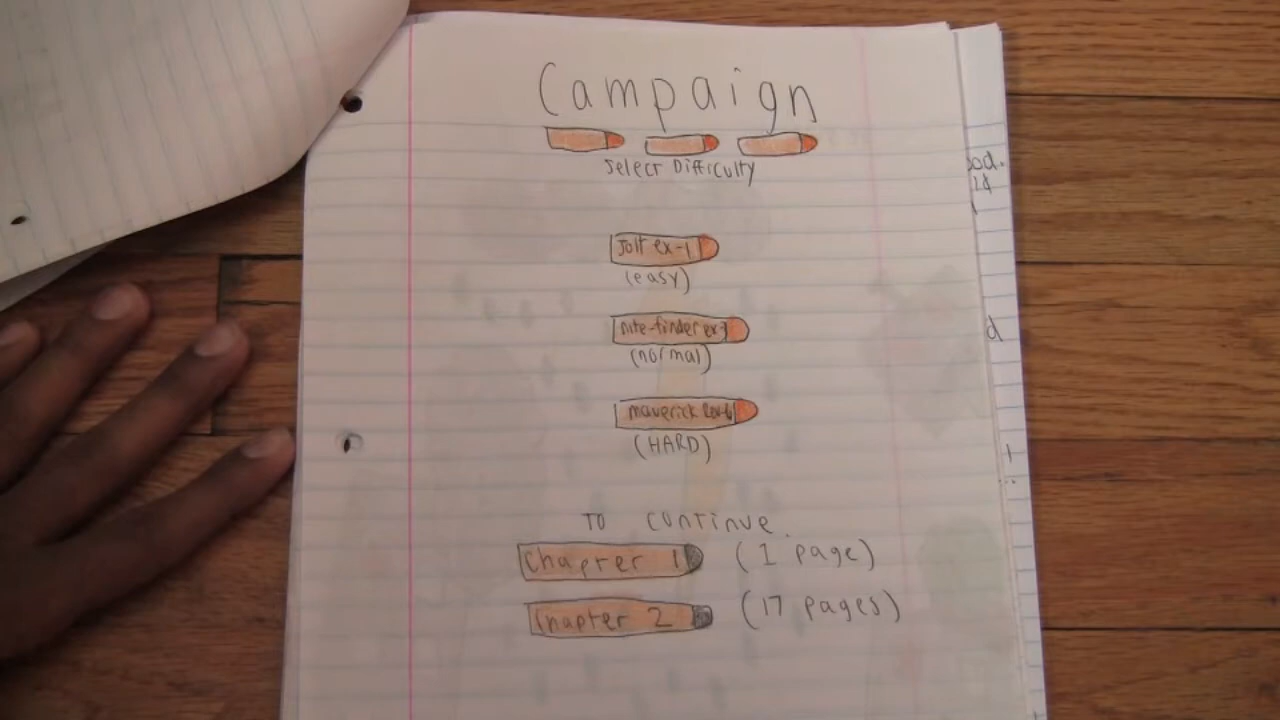 Campaign
Select Difficulty
Jolt ex-1
(easy)
nite-finder ex-3
(normal)
maverick
(HARD)
To continue.
Chapter 1 (1 page)
Chapter 2 (17 pages)